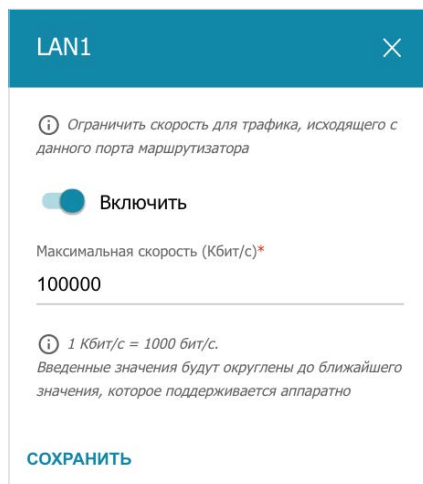 LAN1
Ограничить скорость для трафика, исходящего с
данного порта маршрутизатора
Включить
Максимальная скорость (Кбит/с)*
100000
1 Кбит/с = 1000 бит/с.
Введенные значения будут округлены до ближайшего
значения, которое поддерживается аппаратно
СОХРАНИТЬ